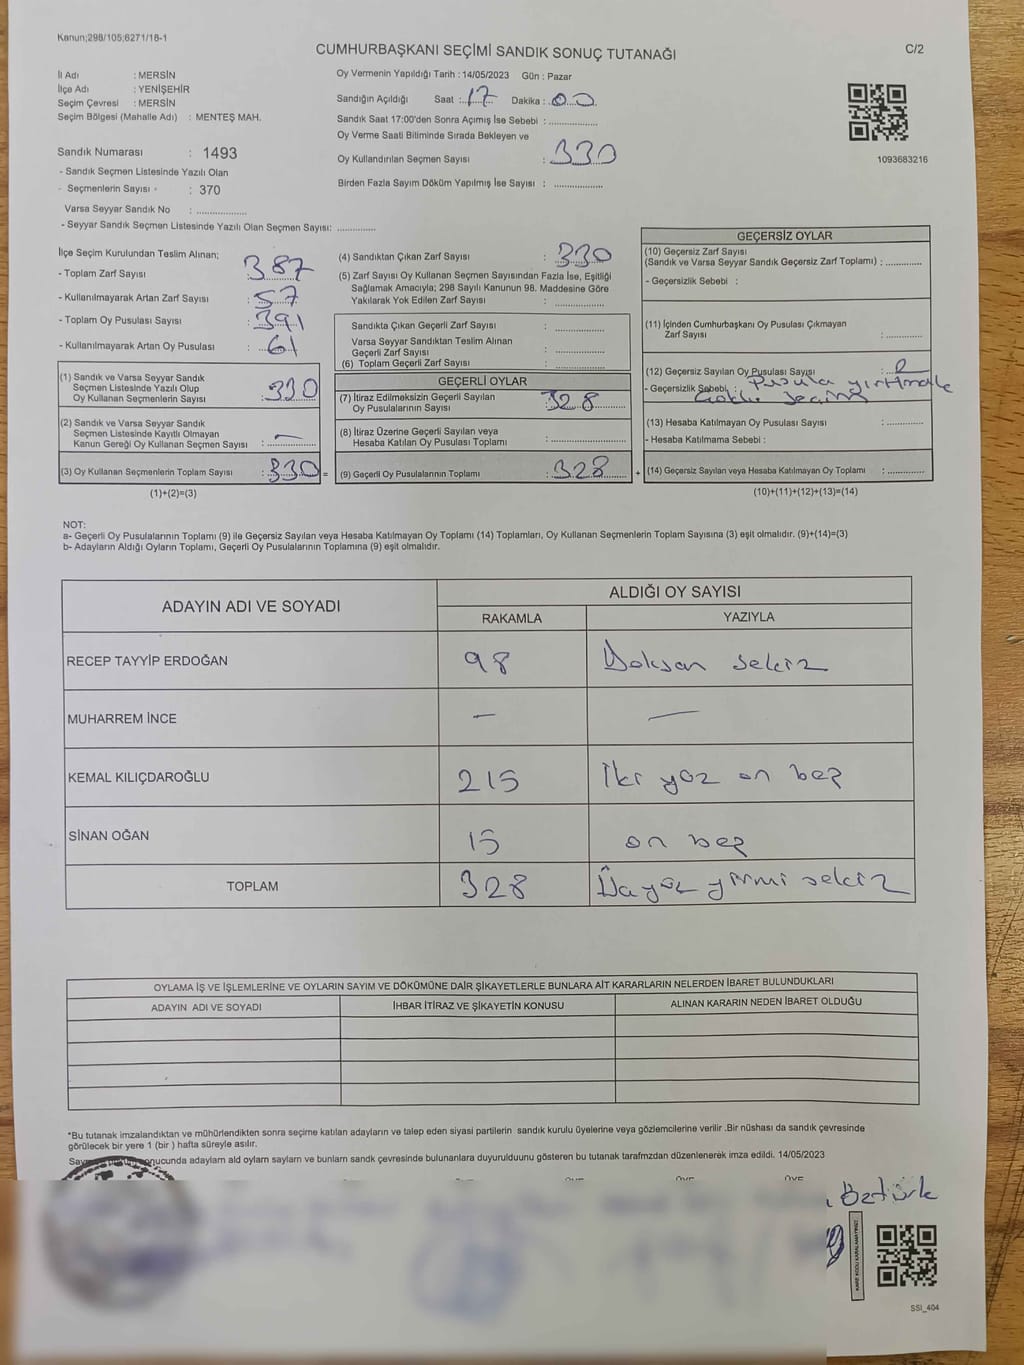 Kanun;298/105;6271/18-1
CUMHURBAŞKANI SEÇİMİ SANDIK SONUÇ TUTANAĞI
C/2
İl Adı : MERSİN
İlçe Adı : YENİŞEHİR
Seçim Çevresi : MERSİN
Seçim Bölgesi (Mahalle Adı) : MENTEŞ MAH.
Sandık Numarası : 1493
- Sandık Seçmen Listesinde Yazılı Olan
- Seçmenlerin Sayısı : 370
Varsa Seyyar Sandık No : ..................
- Seyyar Sandık Seçmen Listesinde Yazılı Olan Seçmen Sayısı: ..............
Oy Vermenin Yapıldığı Tarih : 14/05/2023 Gün : Pazar
Sandığın Açıldığı Saat : 17 Dakika : 00
Sandık Saat 17:00'den Sonra Açımış İse Sebebi : ..................
Oy Verme Saati Bitiminde Sırada Bekleyen ve
Oy Kullandırılan Seçmen Sayısı : 330
Birden Fazla Sayım Döküm Yapılmış İse Sayısı : ..................
1093683216
İlçe Seçim Kurulundan Teslim Alınan;
- Toplam Zarf Sayısı : 387
- Kullanılmayarak Artan Zarf Sayısı : 57
- Toplam Oy Pusulası Sayısı : 391
- Kullanılmayarak Artan Oy Pusulası : 61
(1) Sandık ve Varsa Seyyar Sandık
Seçmen Listesinde Yazılı Olup
Oy Kullanan Seçmenlerin Sayısı : 330
(2) Sandık ve Varsa Seyyar Sandık
Seçmen Listesinde Kayıtlı Olmayan
Kanun Gereği Oy Kullanan Seçmen Sayısı : —
(3) Oy Kullanan Seçmenlerin Toplam Sayısı : 330 =
(1)+(2)=(3)
(4) Sandıktan Çıkan Zarf Sayısı : 330
(5) Zarf Sayısı Oy Kullanan Seçmen Sayısından Fazla İse, Eşitliği
Sağlamak Amacıyla; 298 Sayılı Kanunun 98. Maddesine Göre
Yakılarak Yok Edilen Zarf Sayısı : ..................
Sandıkta Çıkan Geçerli Zarf Sayısı : ..................
Varsa Seyyar Sandıktan Teslim Alınan
Geçerli Zarf Sayısı : ..................
(6) Toplam Geçerli Zarf Sayısı : ..................
GEÇERLİ OYLAR
(7) İtiraz Edilmeksizin Geçerli Sayılan
Oy Pusulalarının Sayısı : 328
(8) İtiraz Üzerine Geçerli Sayılan veya
Hesaba Katılan Oy Pusulası Toplamı : ..................
(9) Geçerli Oy Pusulalarının Toplamı : 328 +
GEÇERSİZ OYLAR
(10) Geçersiz Zarf Sayısı
(Sandık ve Varsa Seyyar Sandık Geçersiz Zarf Toplamı) : .............
- Geçersizlik Sebebi :
(11) İçinden Cumhurbaşkanı Oy Pusulası Çıkmayan
Zarf Sayısı : .............
(12) Geçersiz Sayılan Oy Pusulası Sayısı : 2
- Geçersizlik Sebebi : Pusula yırtmak
(13) Hesaba Katılmayan Oy Pusulası Sayısı : .............
- Hesaba Katılmama Sebebi :
(14) Geçersiz Sayılan veya Hesaba Katılmayan Oy Toplamı : .............
(10)+(11)+(12)+(13)=(14)
NOT:
a- Geçerli Oy Pusulalarının Toplamı (9) ile Geçersiz Sayılan veya Hesaba Katılmayan Oy Toplamı (14) Toplamları, Oy Kullanan Seçmenlerin Toplam Sayısına (3) eşit olmalıdır. (9)+(14)=(3)
b- Adayların Aldığı Oyların Toplamı, Geçerli Oy Pusulalarının Toplamına (9) eşit olmalıdır.
ADAYIN ADI VE SOYADI
ALDIĞI OY SAYISI
RAKAMLA YAZIYLA
RECEP TAYYİP ERDOĞAN 98 Doksan sekiz
MUHARREM İNCE — —
KEMAL KILIÇDAROĞLU 215 İki yüz on beş
SİNAN OĞAN 15 on beş
TOPLAM 328 Üçyüz yirmi sekiz
OYLAMA İŞ VE İŞLEMLERİNE VE OYLARIN SAYIM VE DÖKÜMÜNE DAİR ŞİKAYETLERLE BUNLARA AİT KARARLARIN NELERDEN İBARET BULUNDUKLARI
ADAYIN ADI VE SOYADI İHBAR İTİRAZ VE ŞİKAYETİN KONUSU ALINAN KARARIN NEDEN İBARET OLDUĞU
*Bu tutanak imzalandıktan ve mühürlendikten sonra seçime katılan adayların ve talep eden siyasi partilerin sandık kurulu üyelerine veya gözlemcilerine verilir .Bir nüshası da sandık çevresinde
görülecek bir yere 1 (bir ) hafta süreyle asılır.
onucunda adaylam ald oylam saylam ve bunlam sandk çevresinde bulunanlara duyurulduunu gösteren bu tutanak tarafmzdan düzenlenerek imza edildi. 14/05/2023
Öztürk
KARE KODU KARALAMAYINIZ
SSI_404